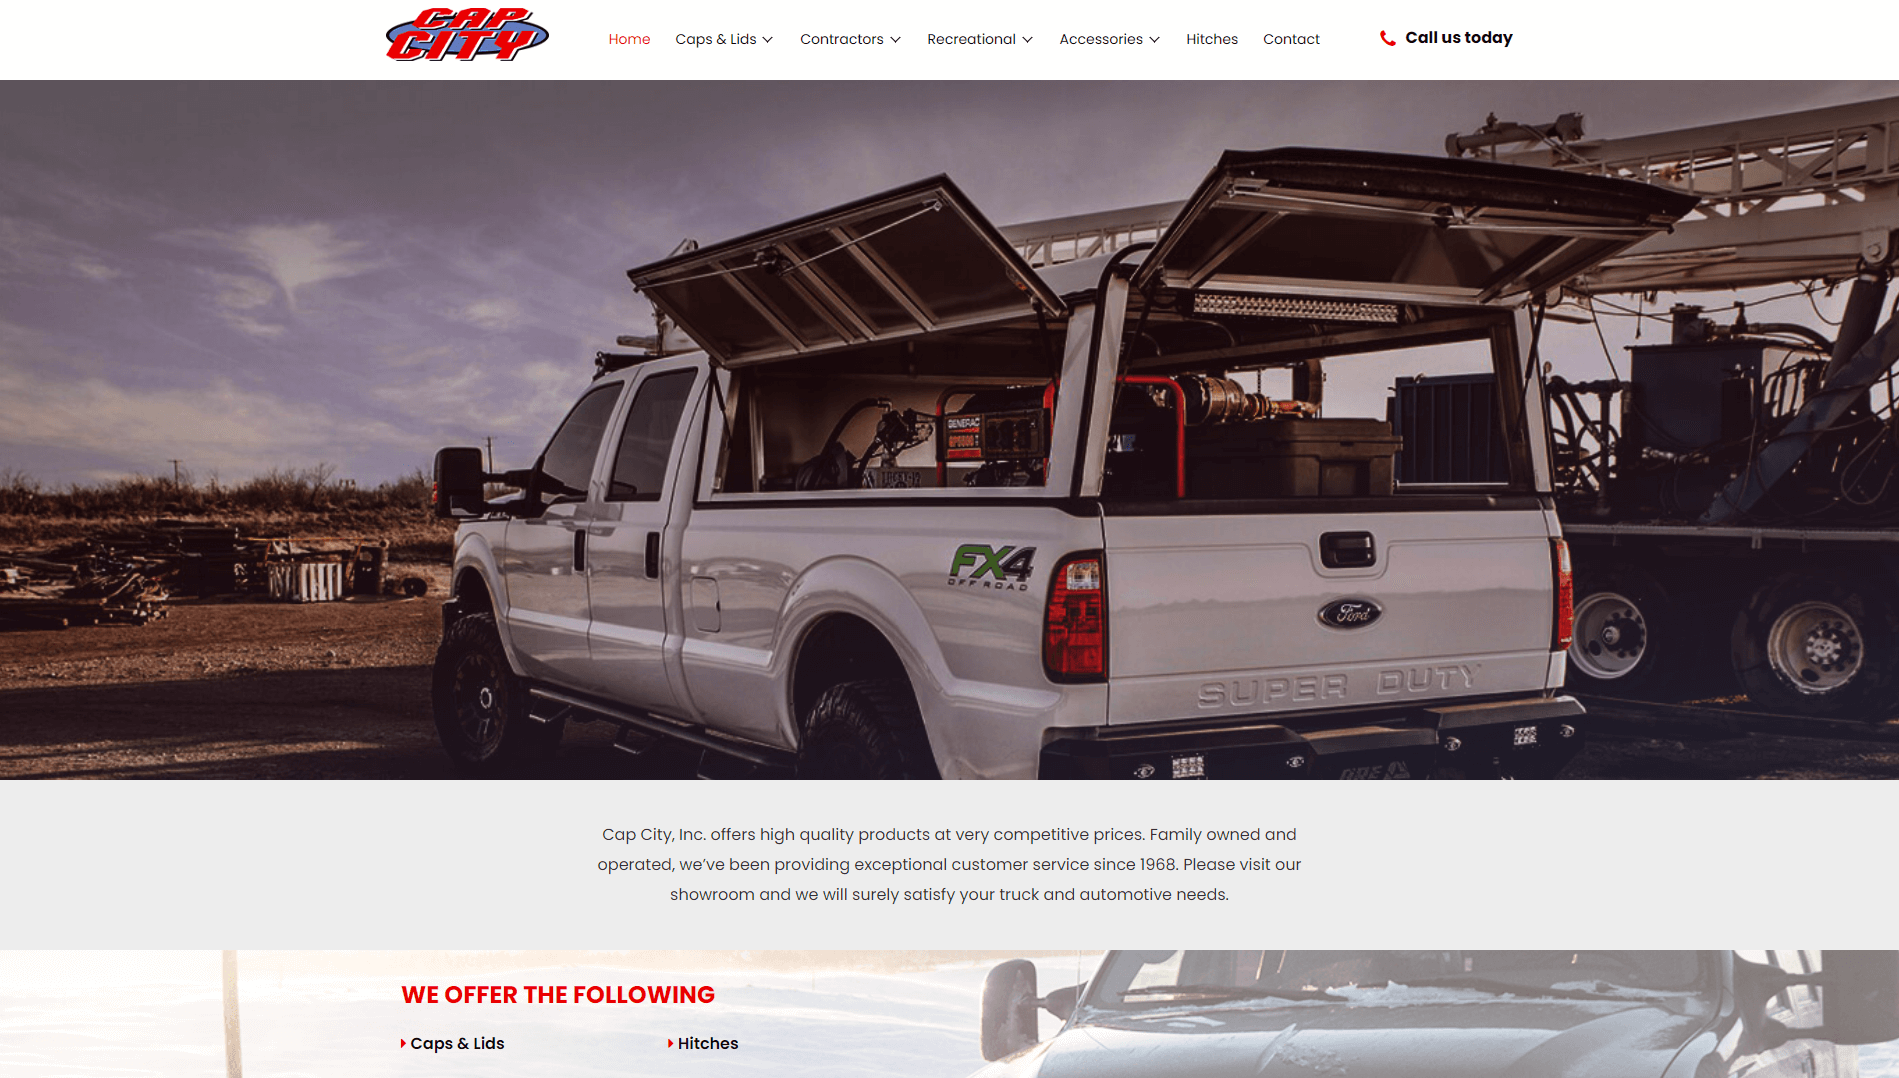 CAP
CITY
Home
Caps & Lids
Contractors
Recreational
Accessories
Hitches
Contact
Call us today
GENERAC
FX4
OFF ROAD
Ford
SUPER DUTY
Cap City, Inc. offers high quality products at very competitive prices. Family owned and
operated, we’ve been providing exceptional customer service since 1968. Please visit our
showroom and we will surely satisfy your truck and automotive needs.
WE OFFER THE FOLLOWING
Caps & Lids
Hitches